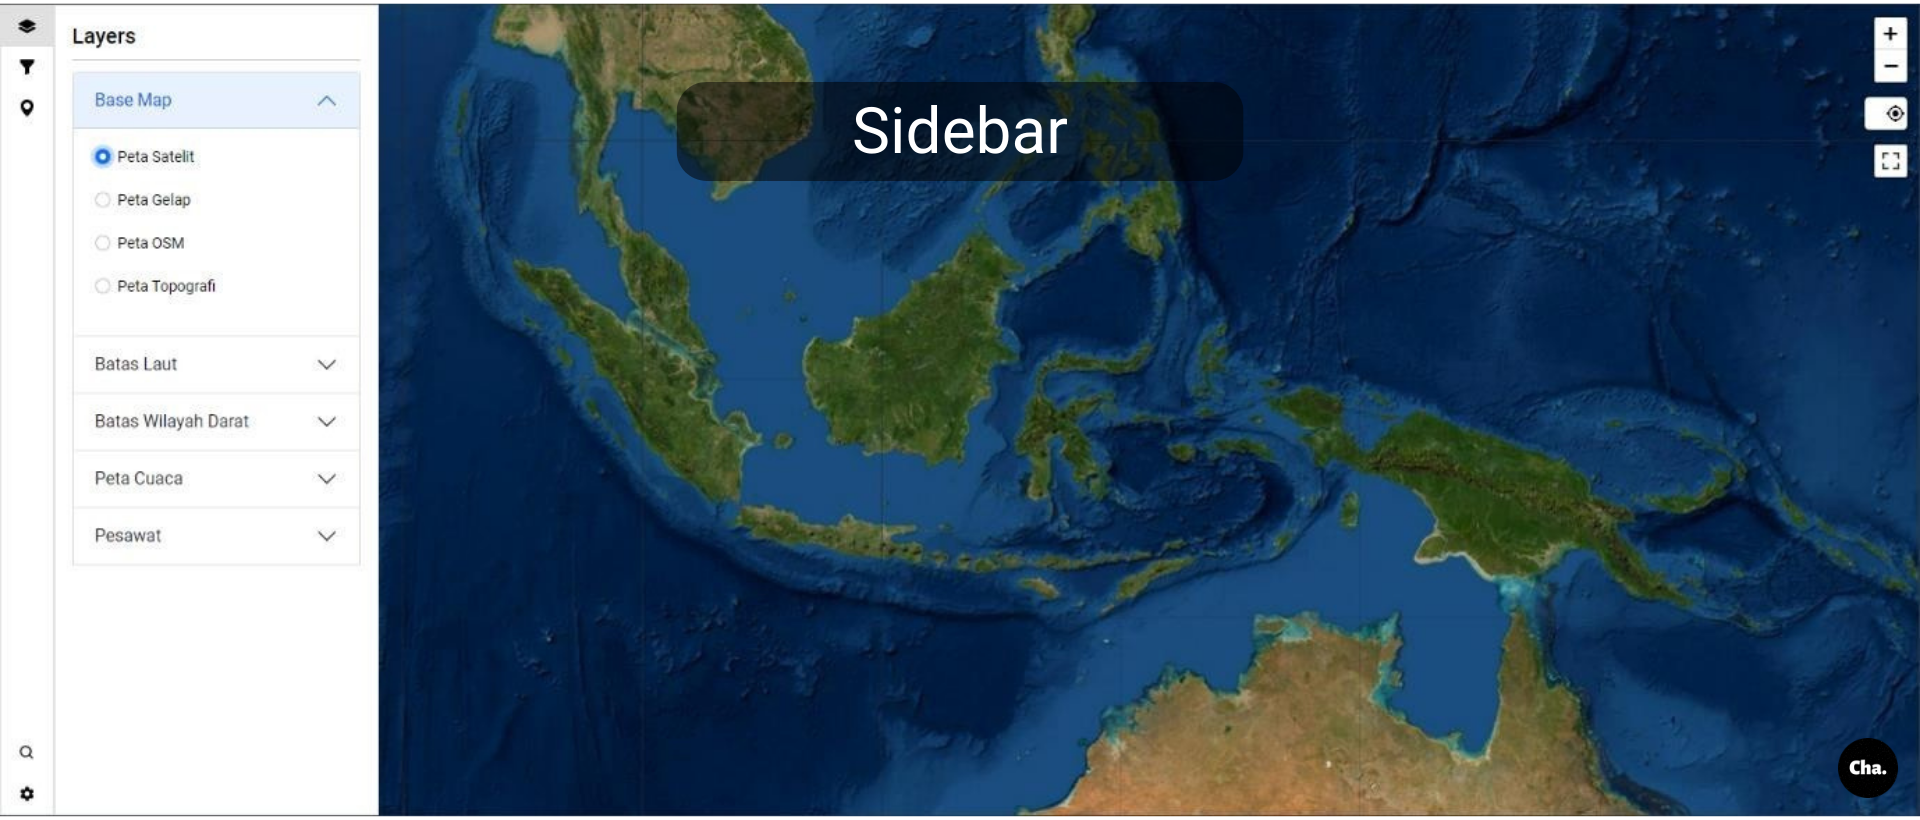 Layers
Base Map
Peta Satelit
Peta Gelap
Peta OSM
Peta Topografi
Batas Laut
Batas Wilayah Darat
Peta Cuaca
Pesawat
Sidebar
Cha.